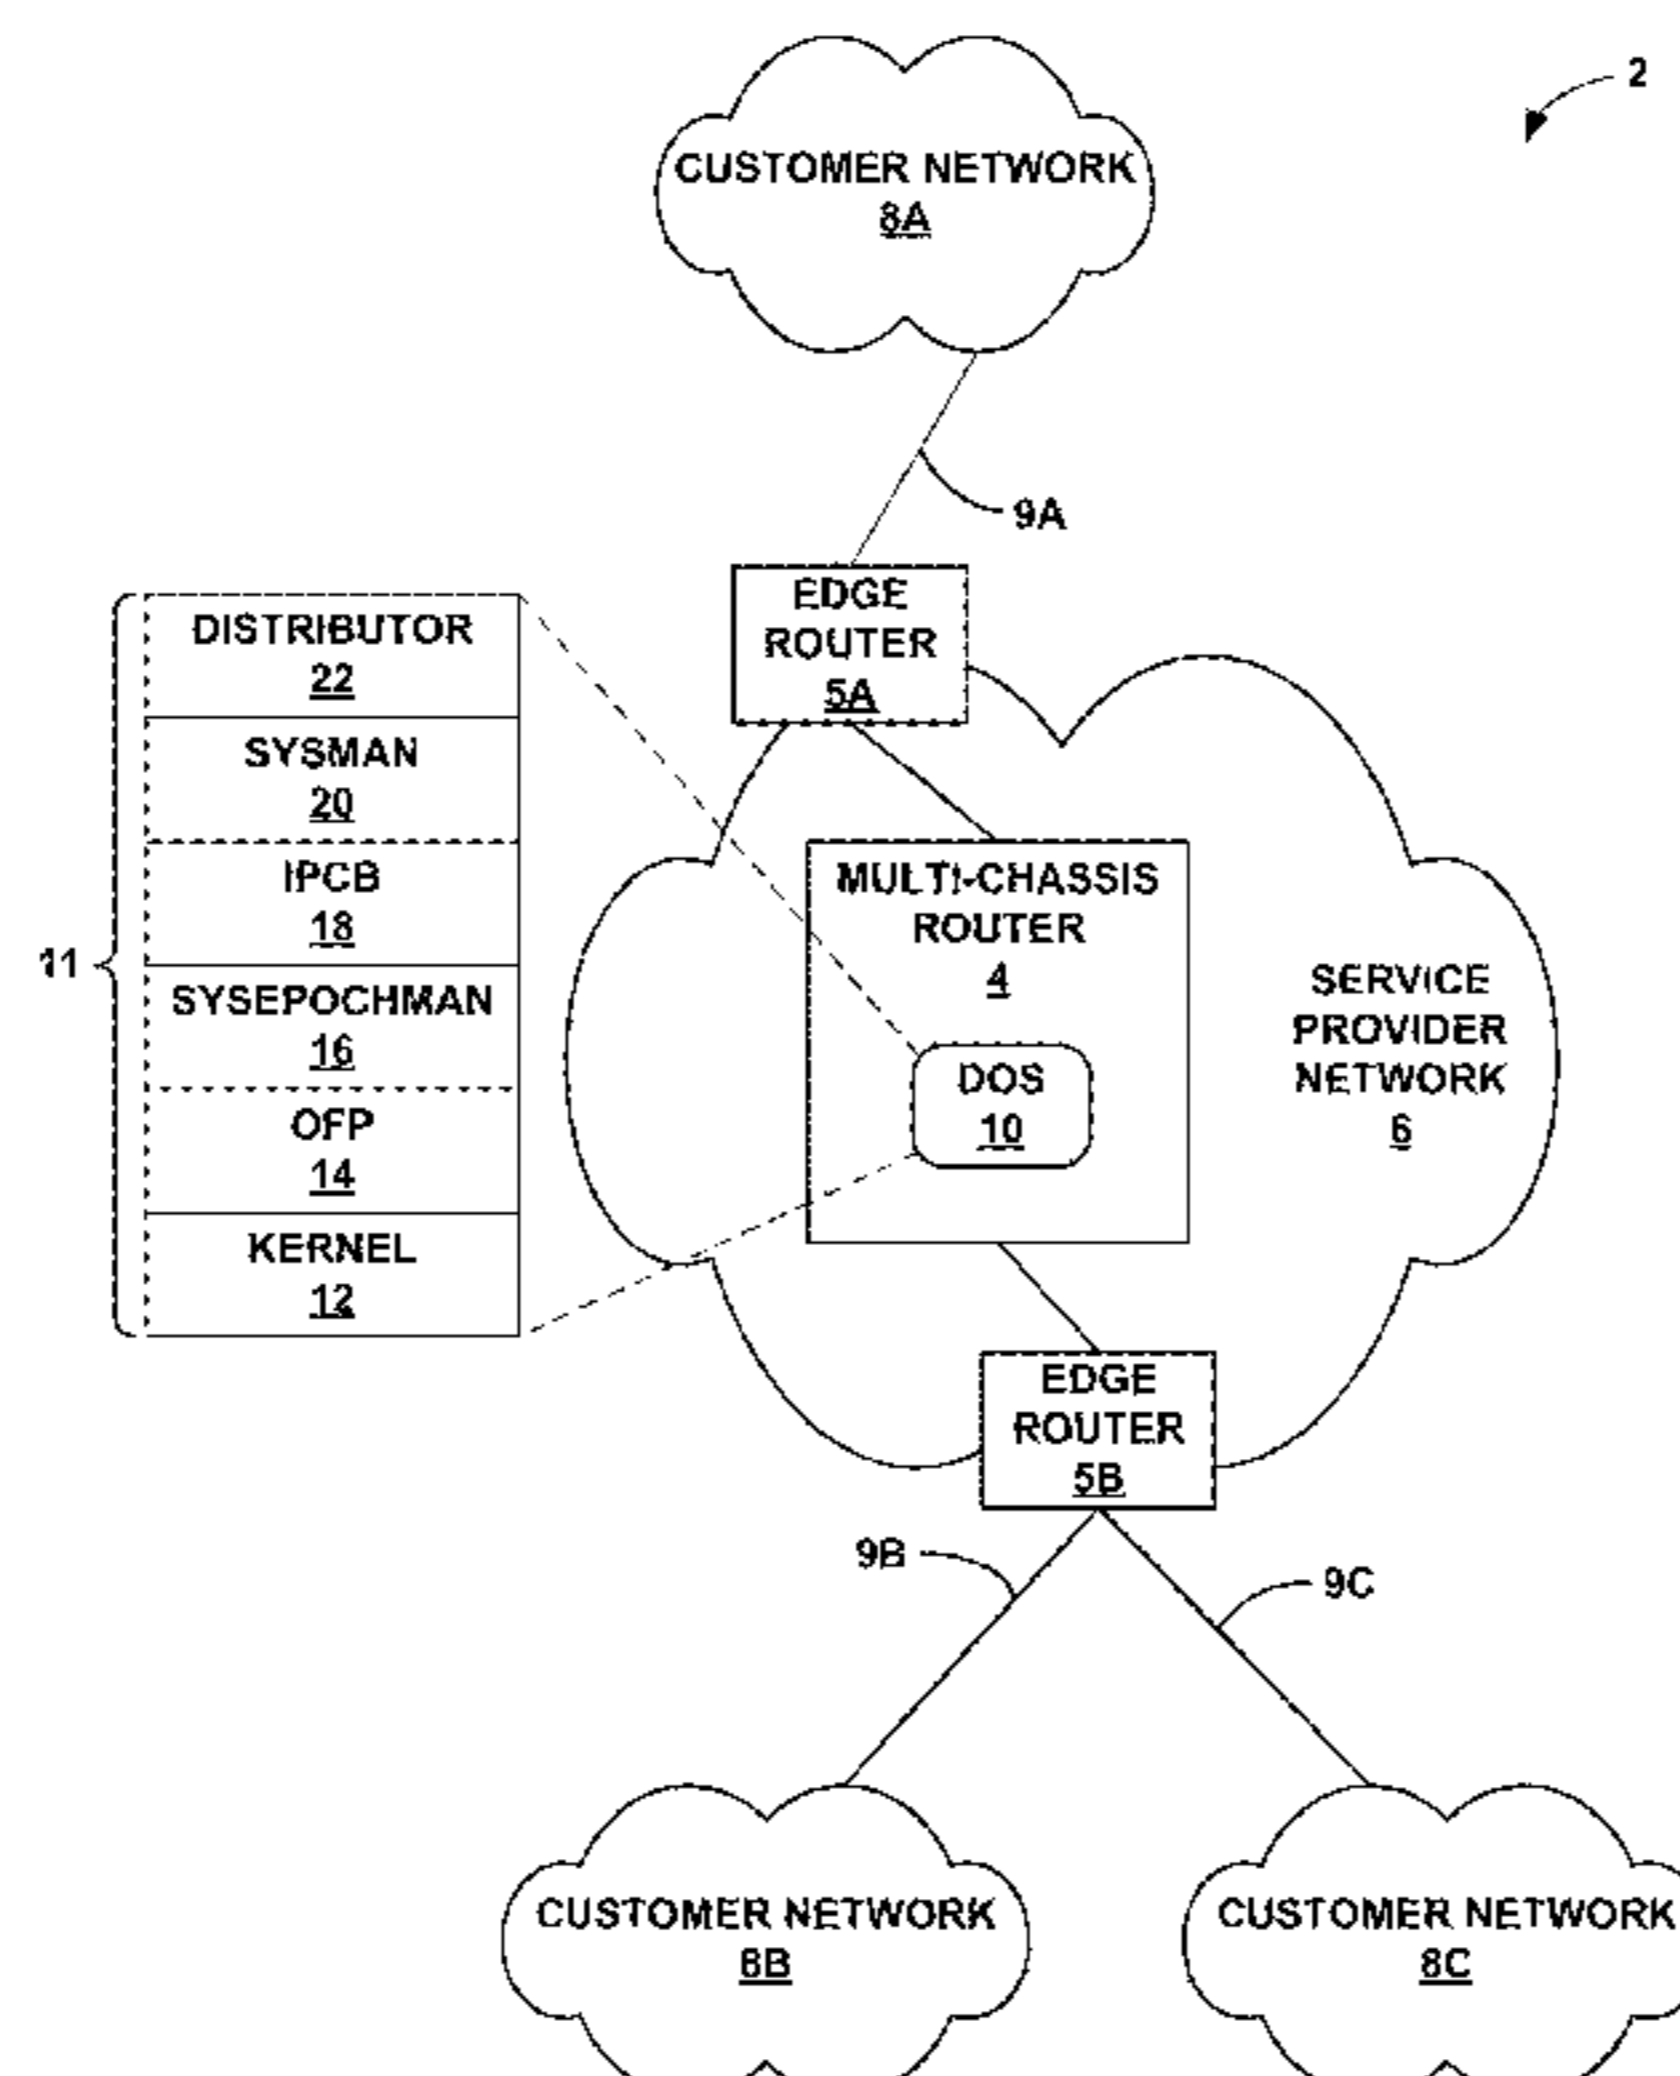 2
CUSTOMER NETWORK
8A
9A
EDGE
ROUTER
5A
DISTRIBUTOR
22
SYSMAN
20
IPCB
18
SYSEPOCHMAN
16
OFP
14
KERNEL
12
11
MULTI-CHASSIS
ROUTER
4
DOS
10
SERVICE
PROVIDER
NETWORK
6
EDGE
ROUTER
5B
9B
9C
CUSTOMER NETWORK
8B
CUSTOMER NETWORK
8C